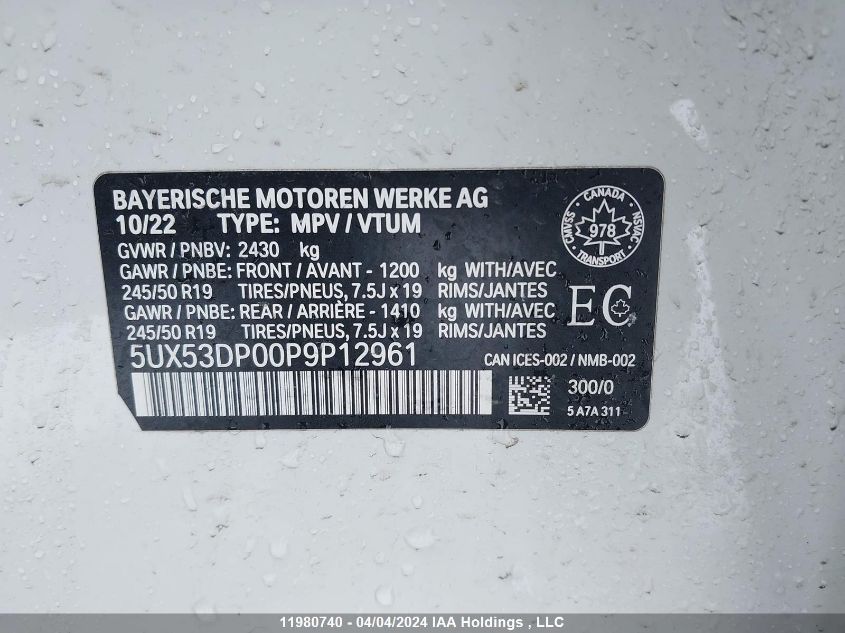 BAYERISCHE MOTOREN WERKE AG
10/22 TYPE: MPV / VTUM
GVWR / PNBV: 2430 kg
GAWR / PNBE: FRONT / AVANT - 1200 kg WITH/AVEC
245/50 R19 TIRES/PNEUS, 7.5J x 19 RIMS/JANTES
GAWR / PNBE: REAR / ARRIÈRE - 1410 kg WITH/AVEC
245/50 R19 TIRES/PNEUS, 7.5J x 19 RIMS/JANTES
5UX53DP00P9P12961
CANADA
CMVSS 978 NSVAC
TRANSPORT
EC
CAN ICES-002 / NMB-002
300/0
5 A7A 311
11980740 - 04/04/2024 IAA Holdings , LLC